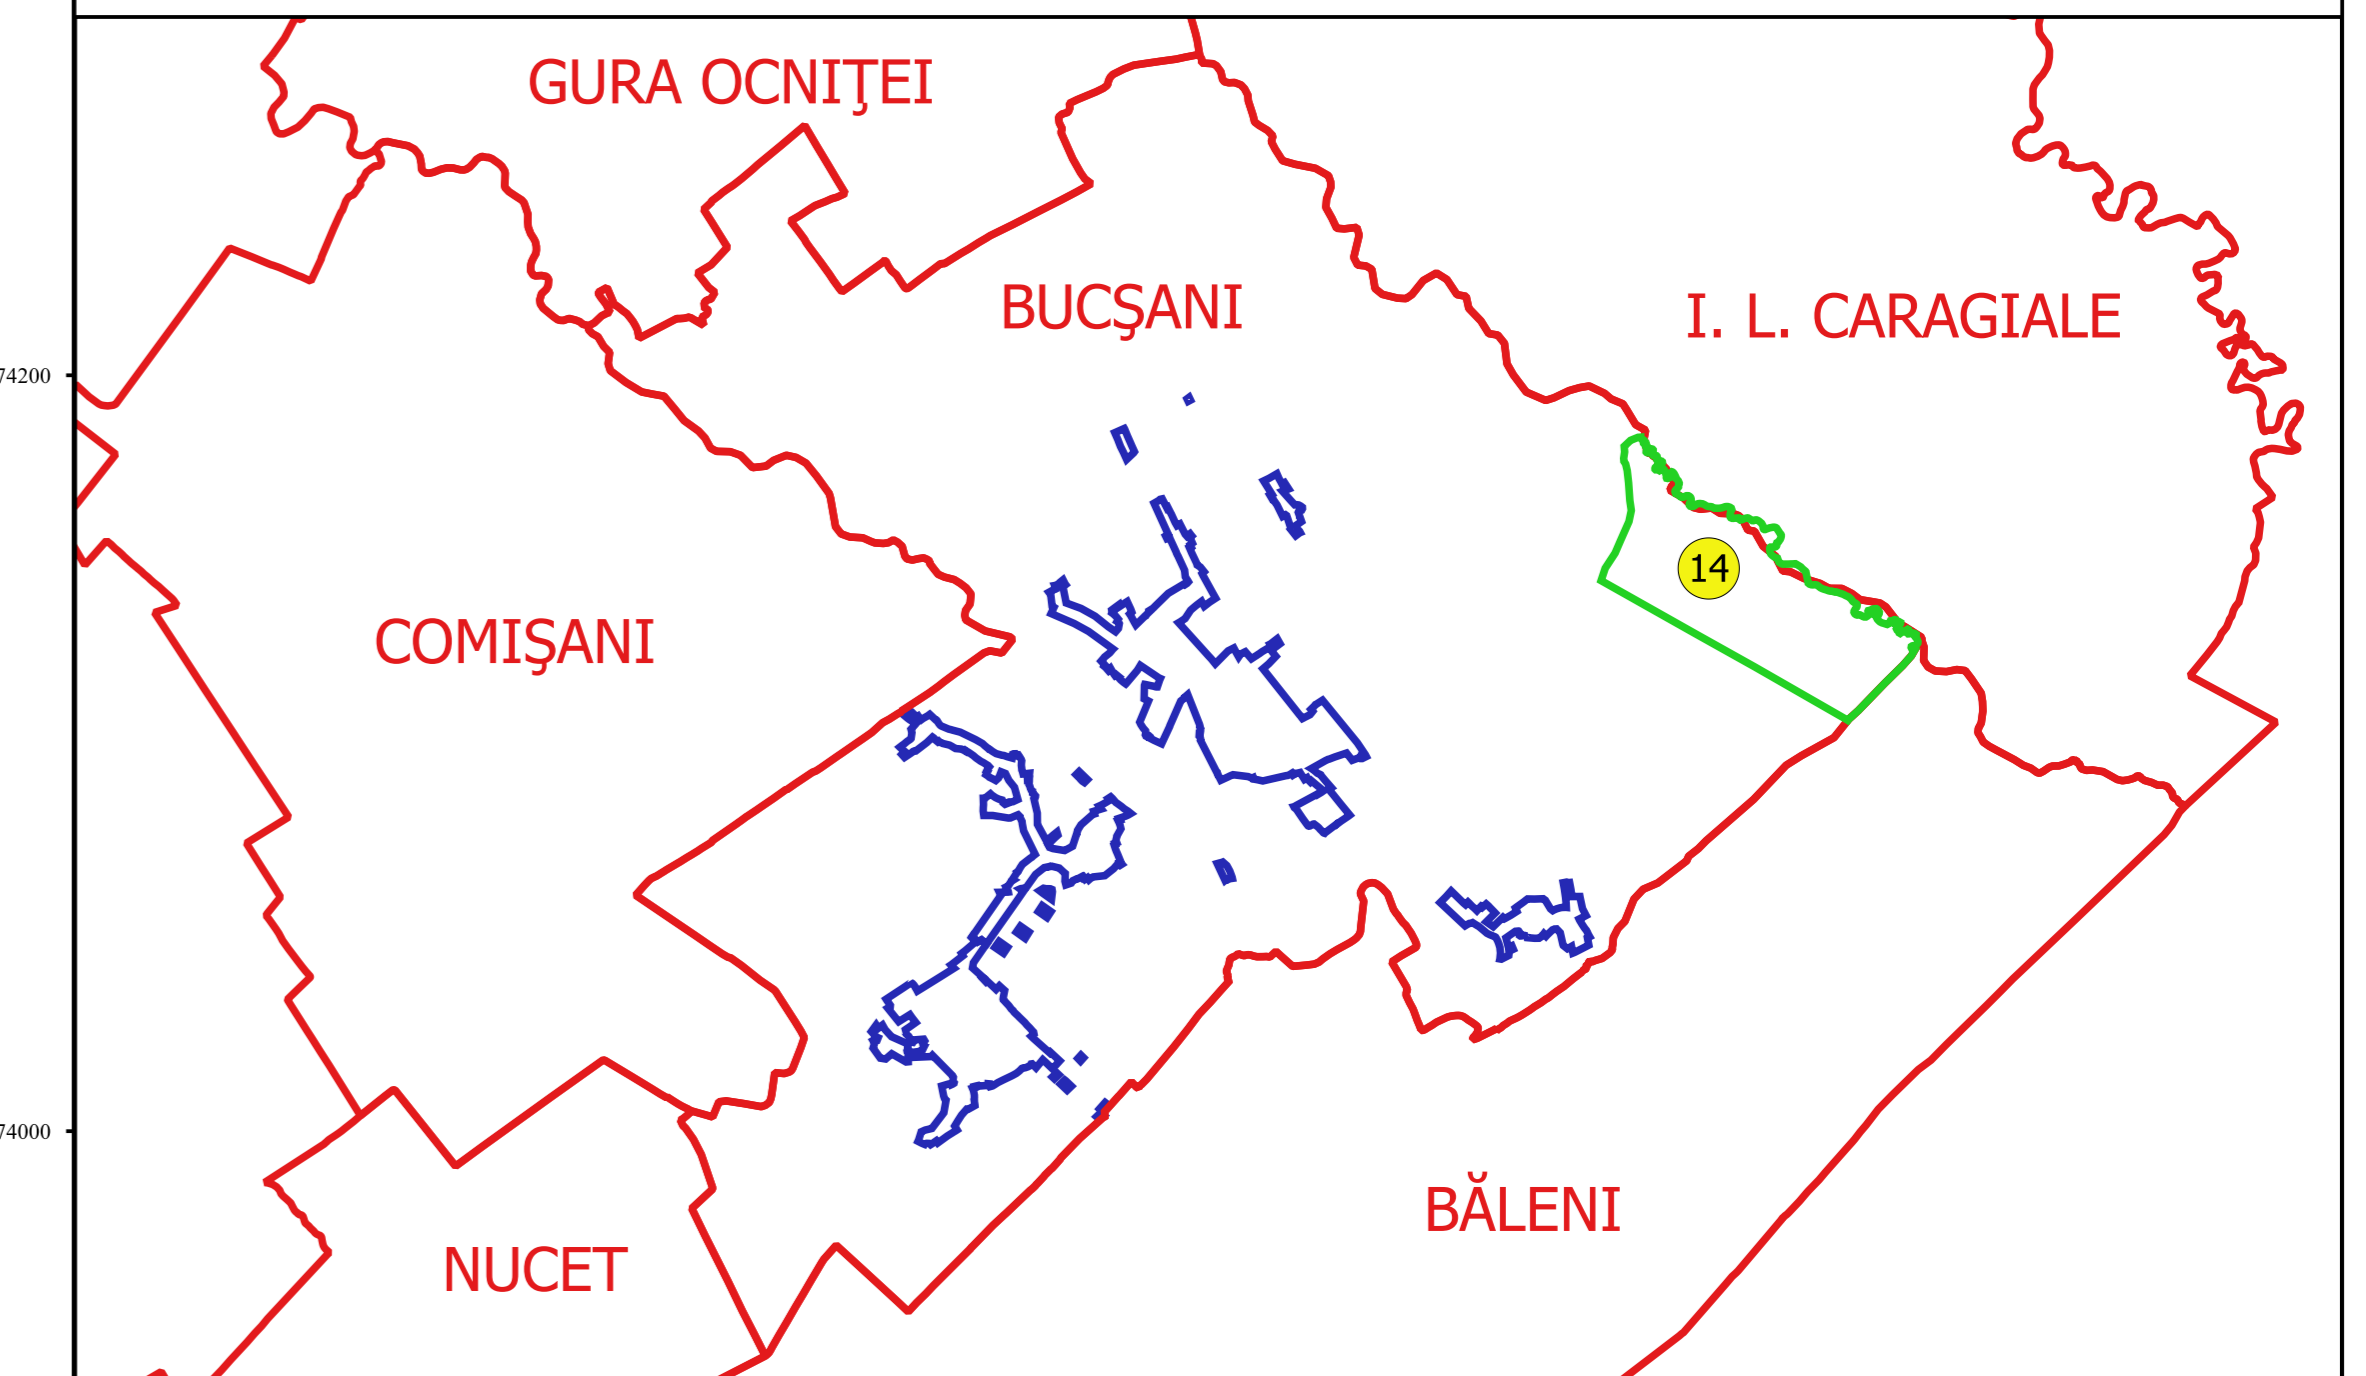 GURA OCNIŢEI
BUCŞANI
I. L. CARAGIALE
74200
14
COMIŞANI
74000
BĂLENI
NUCET